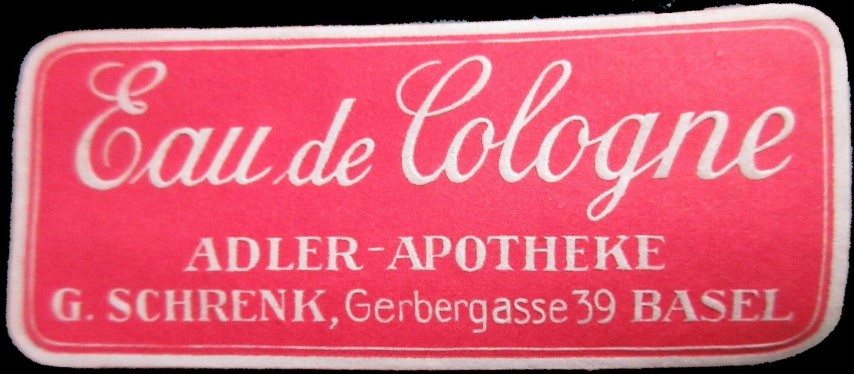 Eau de Cologne
ADLER-APOTHEKE
G. SCHRENK, Gerbergasse 39 BASEL